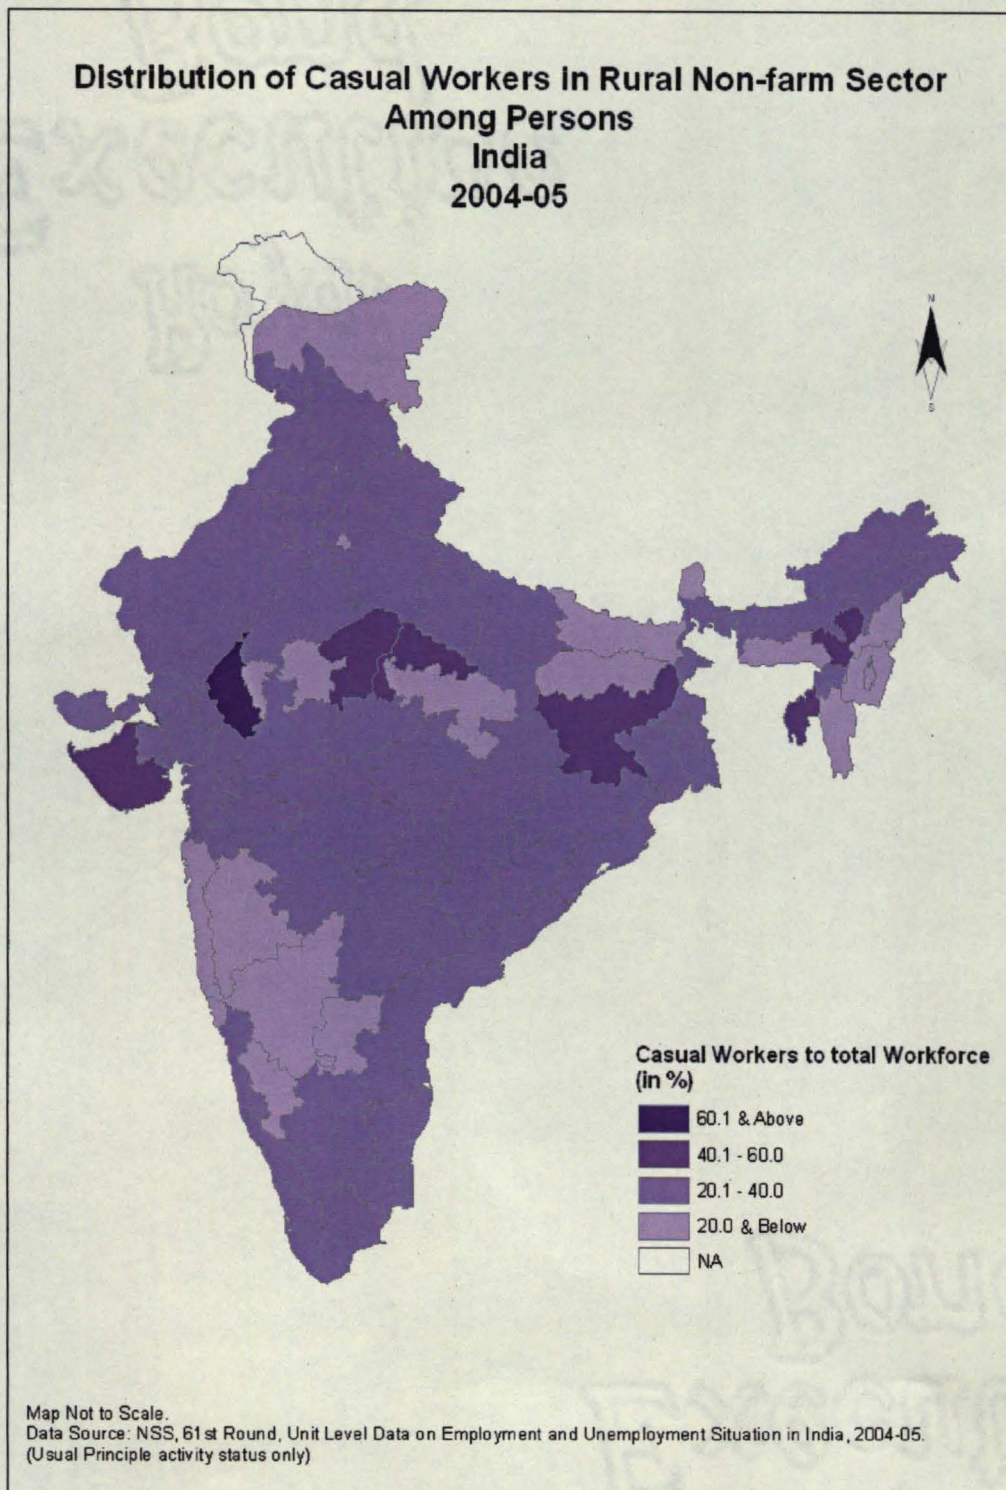 Distribution of Casual Workers in Rural Non-farm Sector
Among Persons
India
2004-05
N
S
Casual Workers to total Workforce
(in %)
60.1 & Above
40.1 - 60.0
20.1 - 40.0
20.0 & Below
NA
Map Not to Scale.
Data Source: NSS, 61st Round, Unit Level Data on Employment and Unemployment Situation in India, 2004-05.
(Usual Principle activity status only)